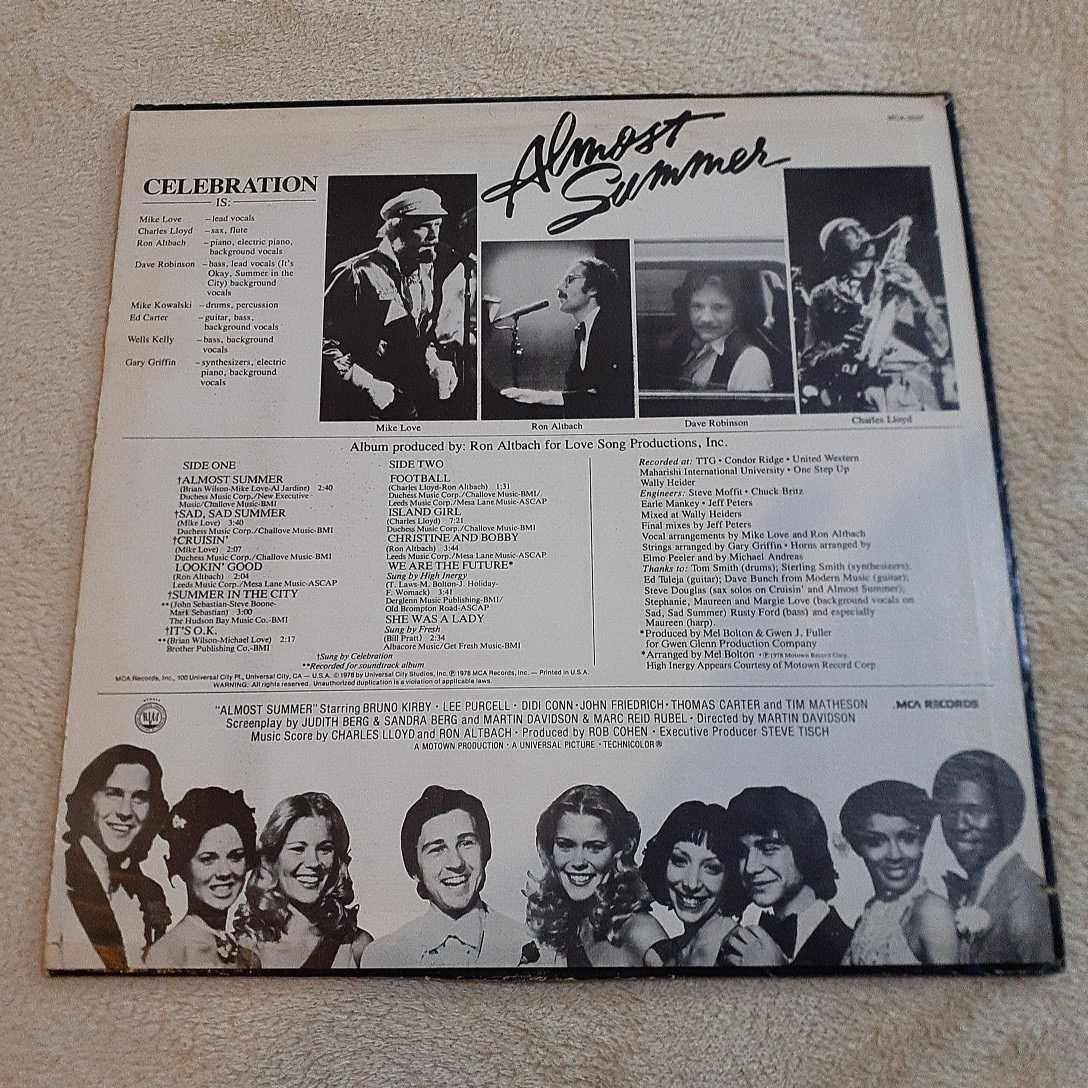 Almost
Summer
CELEBRATION
IS:
Mike Love – lead vocals
Charles Lloyd – sax, flute
Ron Altbach – piano, electric piano,
background vocals
Dave Robinson – bass, lead vocals (It's
Okay, Summer in the
City) background
vocals
Mike Kowalski – drums, percussion
Ed Carter – guitar, bass,
background vocals
Wells Kelly – bass, background
vocals
Gary Griffin – synthesizers, electric
piano, background
vocals
Mike Love
Ron Altbach
Dave Robinson
Charles Lloyd
Album produced by: Ron Altbach for Love Song Productions, Inc.
SIDE ONE
†ALMOST SUMMER
(Brian Wilson-Mike Love-Al Jardine) 2:40
Duchess Music Corp./New Executive
Music/Challove Music-BMI
†SAD, SAD SUMMER
(Mike Love) 3:40
Duchess Music Corp./Challove Music-BMI
†CRUISIN'
(Mike Love) 2:07
Duchess Music Corp./Challove Music-BMI
LOOKIN' GOOD
(Ron Altbach) 2:04
Leeds Music Corp./Mesa Lane Music-ASCAP
†SUMMER IN THE CITY
**(John Sebastian-Steve Boone-
Mark Sebastian) 3:00
The Hudson Bay Music Co.-BMI
†IT'S O.K.
**(Brian Wilson-Michael Love) 2:17
Brother Publishing Co.-BMI
SIDE TWO
FOOTBALL
(Charles Lloyd-Ron Altbach) 1:31
Duchess Music Corp./Challove Music-BMI/
Leeds Music Corp./Mesa Lane Music-ASCAP
ISLAND GIRL
(Charles Lloyd) 7:21
Duchess Music Corp./Challove Music-BMI
CHRISTINE AND BOBBY
(Ron Altbach) 3:44
Leeds Music Corp./Mesa Lane Music-ASCAP
WE ARE THE FUTURE*
Sung by High Inergy
(T. Laws-M. Bolton-J. Holiday-
F. Womack) 3:41
Derglenn Music Publishing-BMI/
Old Brompton Road-ASCAP
SHE WAS A LADY
Sung by Fresh
(Bill Pratt) 2:34
Albacore Music/Get Fresh Music-BMI
†Sung by Celebration
**Recorded for soundtrack album
Recorded at: TTG • Condor Ridge • United Western
Maharishi International University • One Step Up
Wally Heider
Engineers: Steve Moffit • Chuck Britz
Earle Mankey • Jeff Peters
Mixed at Wally Heiders
Final mixes by Jeff Peters
Vocal arrangements by Mike Love and Ron Altbach
Strings arranged by Gary Griffin • Horns arranged by
Elmo Peeler and by Michael Andreas
Thanks to: Tom Smith (drums); Sterling Smith (synthesizers);
Ed Tuleja (guitar); Dave Bunch from Modern Music (guitar);
Steve Douglas (sax solos on Cruisin' and Almost Summer);
Stephanie, Maureen and Margie Love (background vocals on
Sad, Sad Summer) Rusty Ford (bass) and especially
Maureen (harp).
*Produced by Mel Bolton & Gwen J. Fuller
for Gwen Glenn Production Company
*Arranged by Mel Bolton • ℗ 1978 Motown Record Corp.
High Inergy Appears Courtesy of Motown Record Corp
MCA Records, Inc., 100 Universal City Pl., Universal City, CA — U.S.A. © 1978 by Universal City Studios, Inc. ℗ 1978 MCA Records, Inc. — Printed in U.S.A.
WARNING: All rights reserved. Unauthorized duplication is a violation of applicable laws.
"ALMOST SUMMER" Starring BRUNO KIRBY • LEE PURCELL • DIDI CONN • JOHN FRIEDRICH • THOMAS CARTER and TIM MATHESON
Screenplay by JUDITH BERG & SANDRA BERG and MARTIN DAVIDSON & MARC REID RUBEL • Directed by MARTIN DAVIDSON
Music Score by CHARLES LLOYD and RON ALTBACH • Produced by ROB COHEN • Executive Producer STEVE TISCH
A MOTOWN PRODUCTION • A UNIVERSAL PICTURE • TECHNICOLOR®
MCA RECORDS